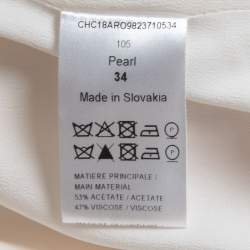 CHC18ARO9823710534
105
Pearl
34
Made in Slovakia
MATIERE PRINCIPALE /
MAIN MATERIAL
53% ACETATE / ACETATE
47% VISCOSE / VISCOSE